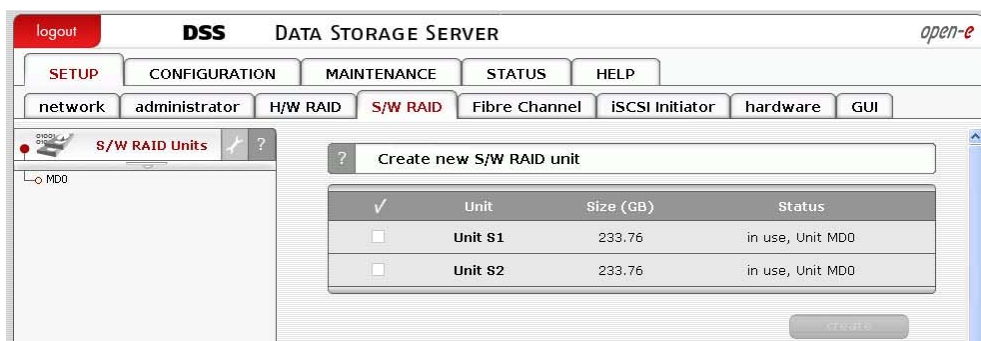 logout DSS DATA STORAGE SERVER open-e
SETUP CONFIGURATION MAINTENANCE STATUS HELP
network administrator H/W RAID S/W RAID Fibre Channel iSCSI Initiator hardware GUI
S/W RAID Units ?
MD0
? Create new S/W RAID unit
Unit Size (GB) Status
Unit S1 233.76 in use, Unit MD0
Unit S2 233.76 in use, Unit MD0
create